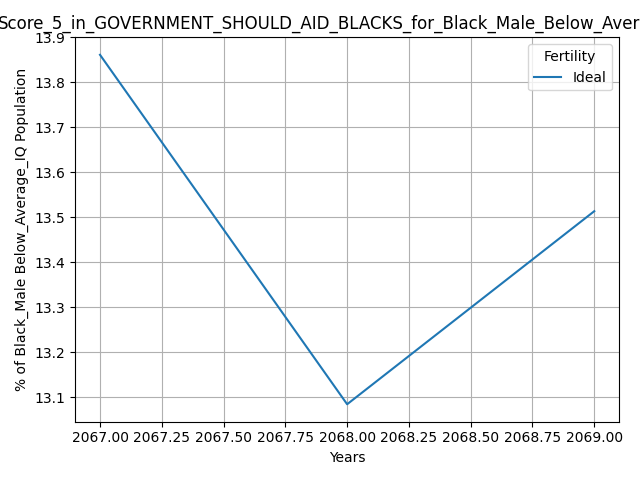 Score_5_in_GOVERNMENT_SHOULD_AID_BLACKS_for_Black_Male_Below_Aver
Fertility
Ideal
% of Black_Male Below_Average_IQ Population
13.9
13.8
13.7
13.6
13.5
13.4
13.3
13.2
13.1
2067.00 2067.25 2067.50 2067.75 2068.00 2068.25 2068.50 2068.75 2069.00
Years